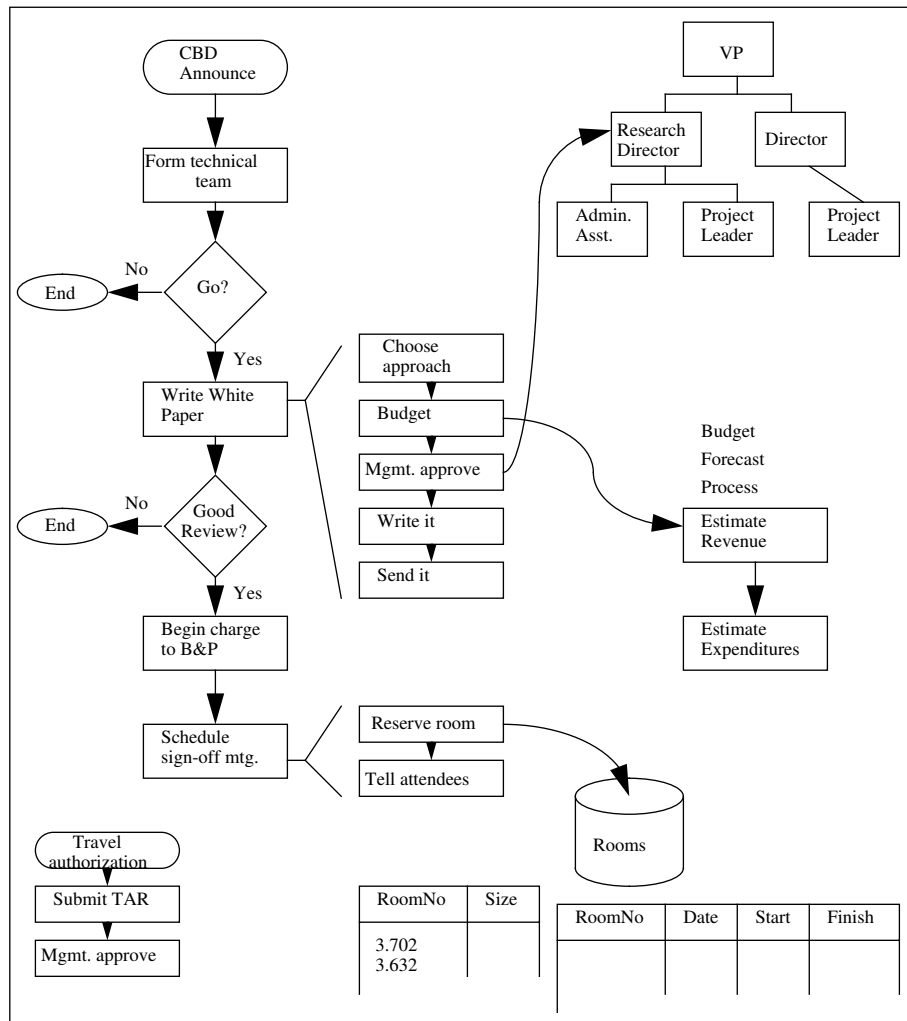 CBD
Announce
Form technical
team
No
Go?
End
Yes
Write White
Paper
No
Good
Review?
End
Yes
Begin charge
to B&P
Schedule
sign-off mtg.
Travel
authorization
Submit TAR
Mgmt. approve
Choose
approach
Budget
Mgmt. approve
Write it
Send it
Reserve room
Tell attendees
VP
Research
Director
Director
Admin.
Asst.
Project
Leader
Project
Leader
Budget
Forecast
Process
Estimate
Revenue
Estimate
Expenditures
Rooms
RoomNo Size
3.702
3.632
RoomNo Date Start Finish